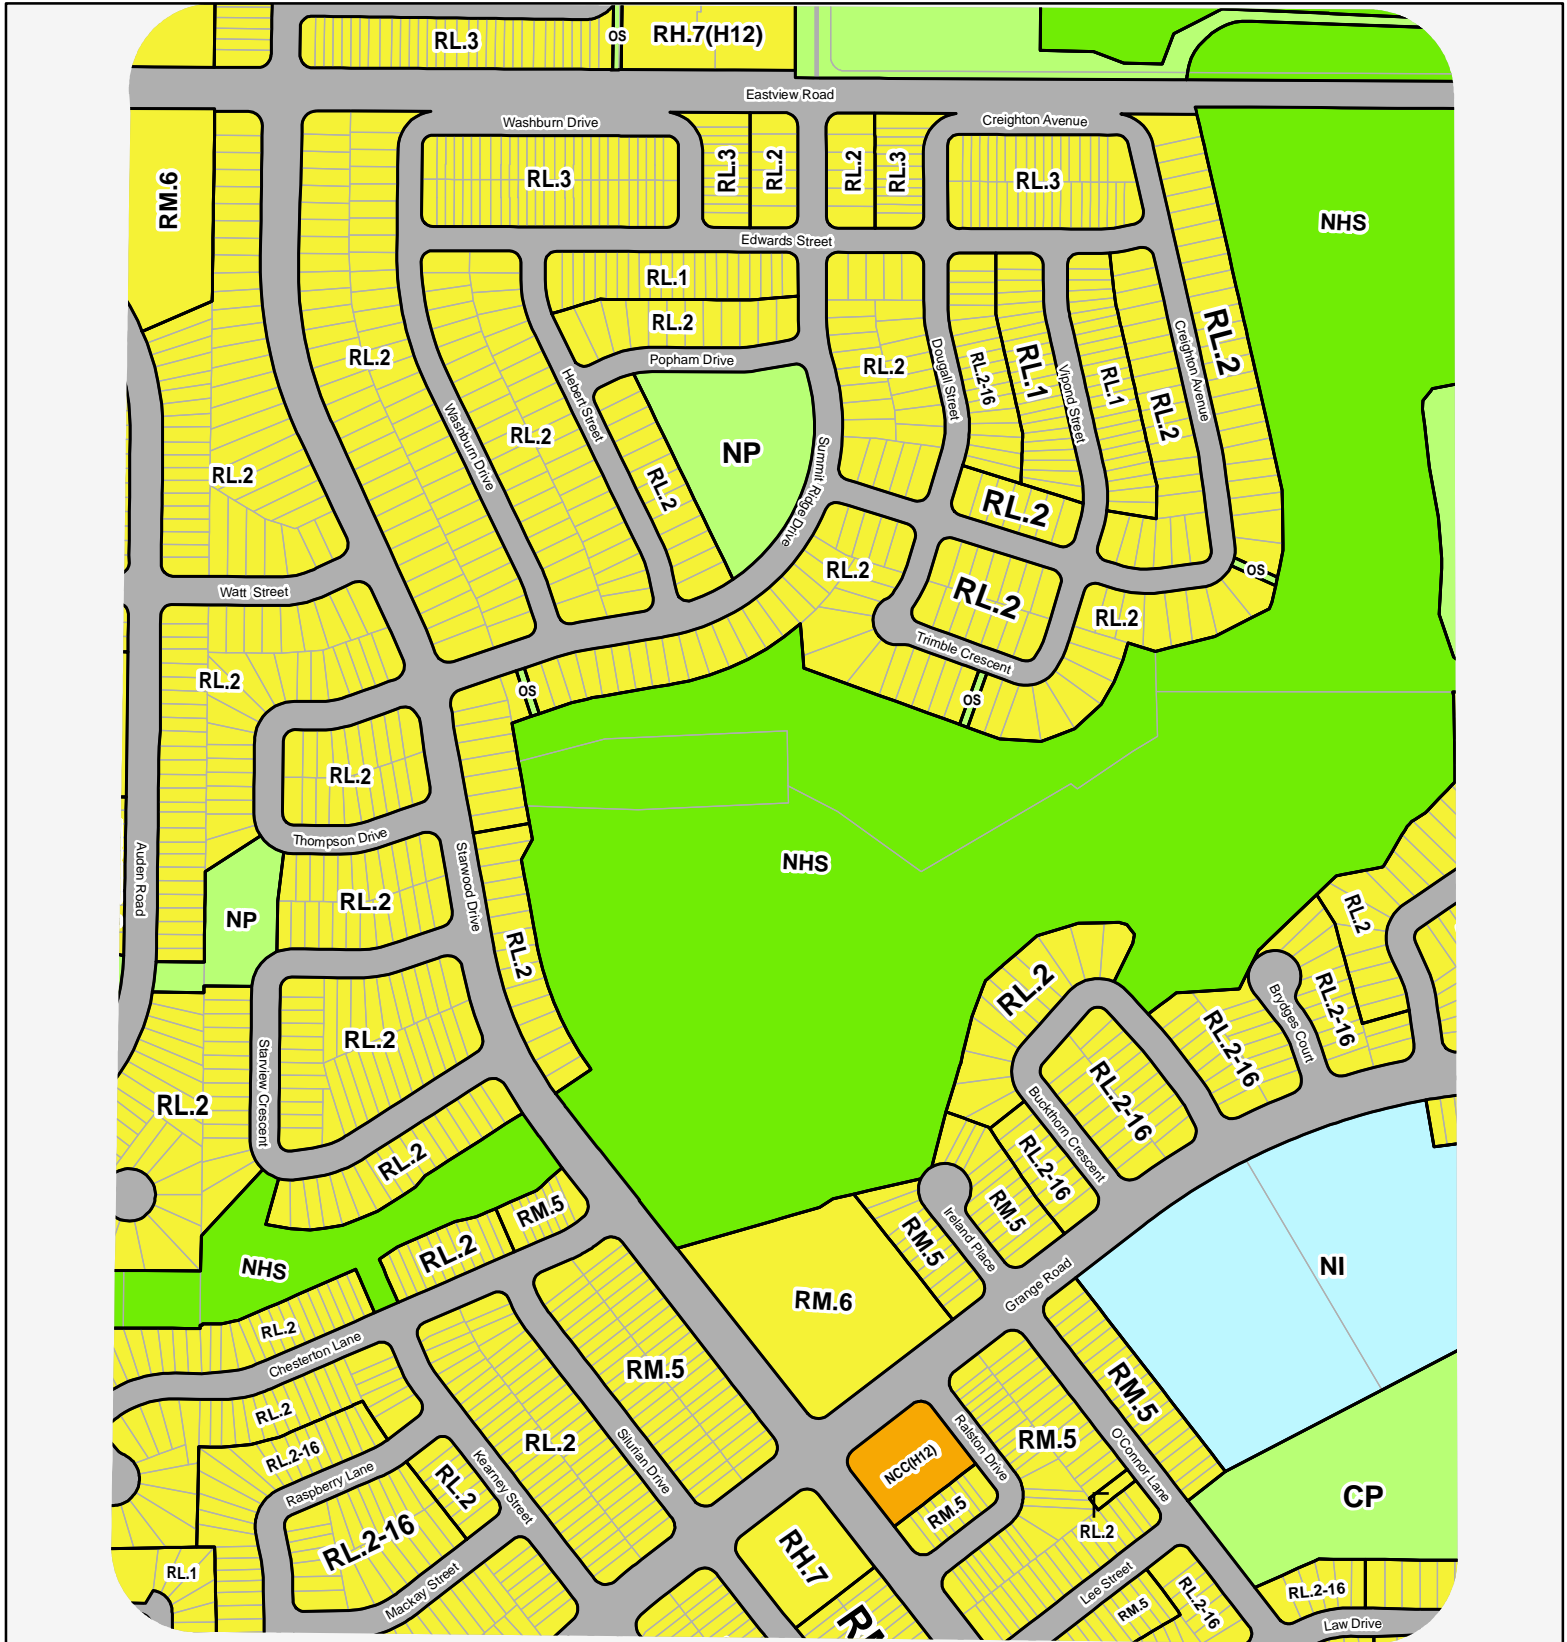 RL.3
OS
RH.7(H12)
Eastview Road
Washburn Drive
Creighton Avenue
RM.6
RL.3
RL.3
RL.2
RL.2
RL.3
RL.3
NHS
Edwards Street
RL.1
RL.2
RL.2
Popham Drive
RL.2
Hebert Street
Dougall Street
RL.2-16
RL.1
Vipond Street
RL.1
RL.2
Creighton Avenue
RL.2
Washburn Drive
RL.2
RL.2
NP
Summit Ridge Drive
RL.2
RL.2
RL.2
RL.2
OS
Watt Street
RL.2
RL.2
Trimble Crescent
RL.2
OS
OS
RL.2
Thompson Drive
Auden Road
Starwood Drive
NHS
RL.2
NP
RL.2
RL.2
RL.2
Brydges Court
RL.2-16
RL.2-16
RL.2
Starview Crescent
RL.2
RL.2-16
Buckthorn Crescent
RL.2
RL.2-16
RM.5
RL.2
RM.5
Ireland Place
RM.5
NHS
NI
Grange Road
RM.6
RL.2
Chesterton Lane
RM.5
RM.5
RL.2
RL.2
RM.5
O'Connor Lane
Ralston Drive
Silurian Drive
RL.2-16
NCC(H12)
Raspberry Lane
RL.2
Kearney Street
CP
RM.5
RL.2
RL.2-16
RH.7
RL.1
Mackay Street
Lee Street
RL.2-16
RL.2-16
RM.5
Law Drive